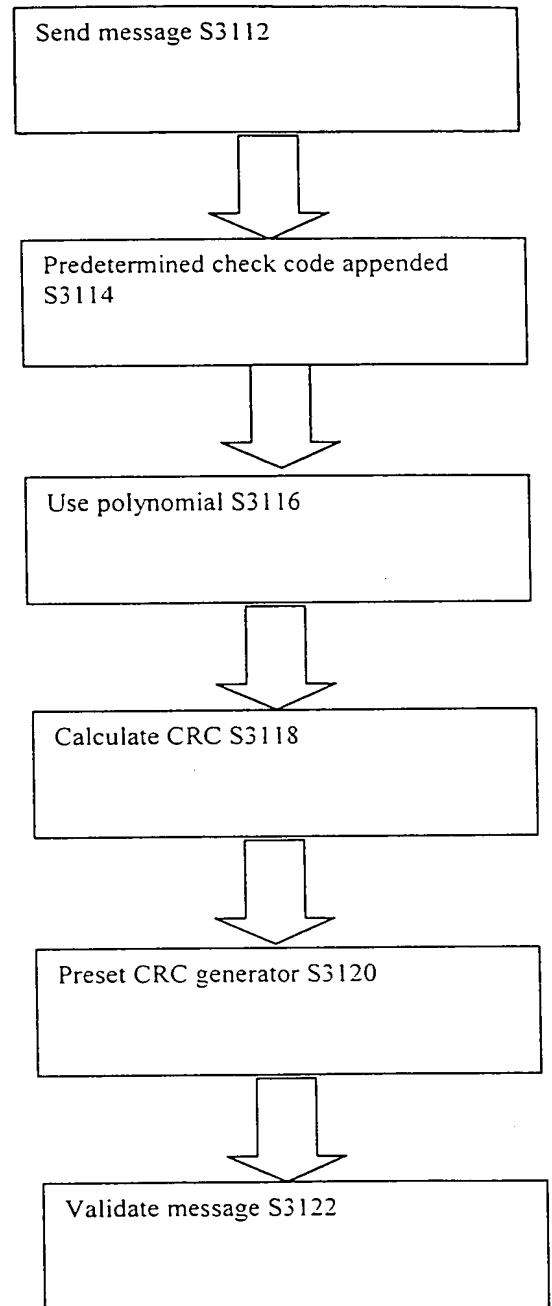 Send message S3112
Predetermined check code appended
S3114
Use polynomial S3116
Calculate CRC S3118
Preset CRC generator S3120
Validate message S3122